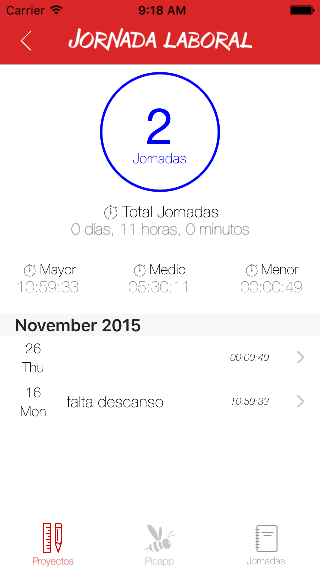 Carrier 9:18 AM
JORNADA LABORAL
2
Jornadas
Total Jornadas
0 días, 11 horas, 0 minutos
Mayor Medio Menor
10:59:33 05:30:11 00:00:49
November 2015
26
Thu 00:00:49
16
Mon falta descanso 10:59:33
Proyectos Picapp Jornadas